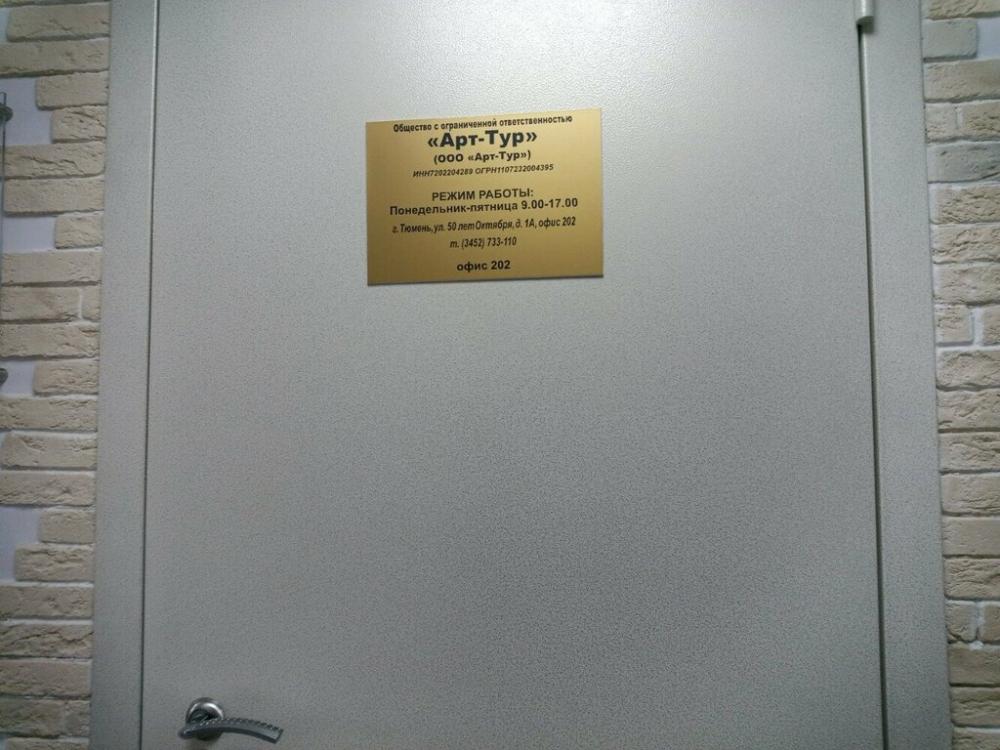 Общество с ограниченной ответственностью
«Арт-Тур»
(ООО «Арт-Тур»)
ИНН7202204289 ОГРН1107232004395
РЕЖИМ РАБОТЫ:
Понедельник-пятница 9.00-17.00
г. Тюмень, ул. 50 лет Октября, д. 1А, офис 202
т. (3452) 733-110
офис 202